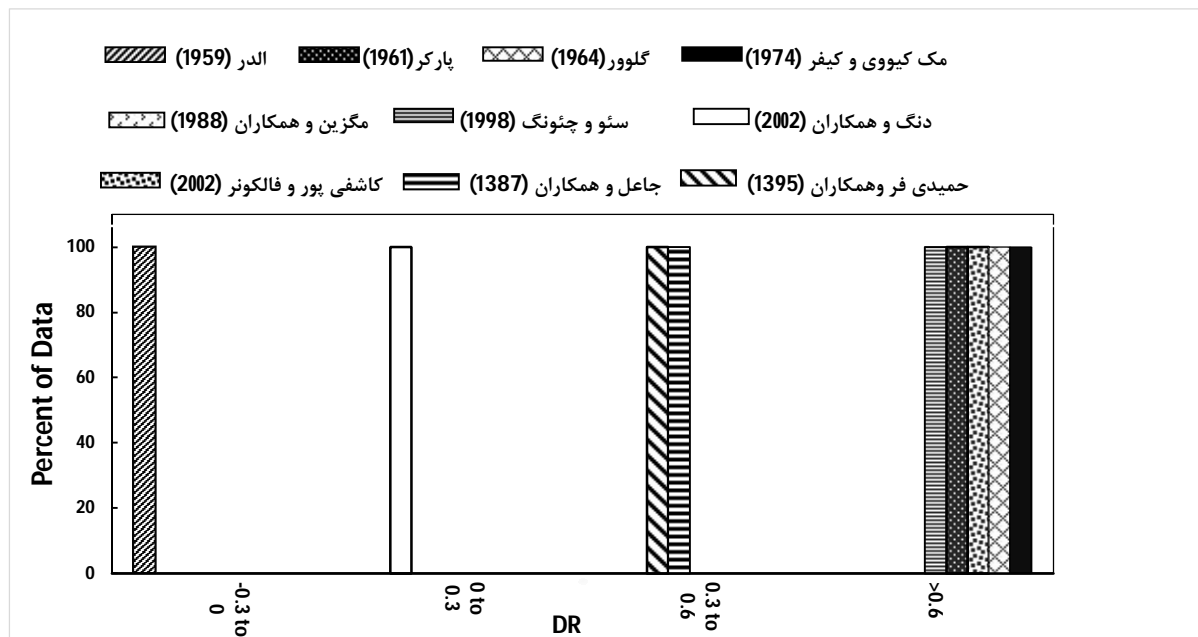 الدر (1959) پارکر(1961) گلوور(1964) مک کیووی و کیفر (1974)
مگزین و همکاران (1988) سئو و چئونگ (1998) دنگ و همکاران (2002)
کاشفی پور و فالکونر (2002) جاعل و همکاران (1387) حمیدی فر وهمکاران (1395)
Percent of Data
100
80
60
40
20
0
-0.3 to 0
0 to 0.3
0.3 to 0.6
>0.6
DR